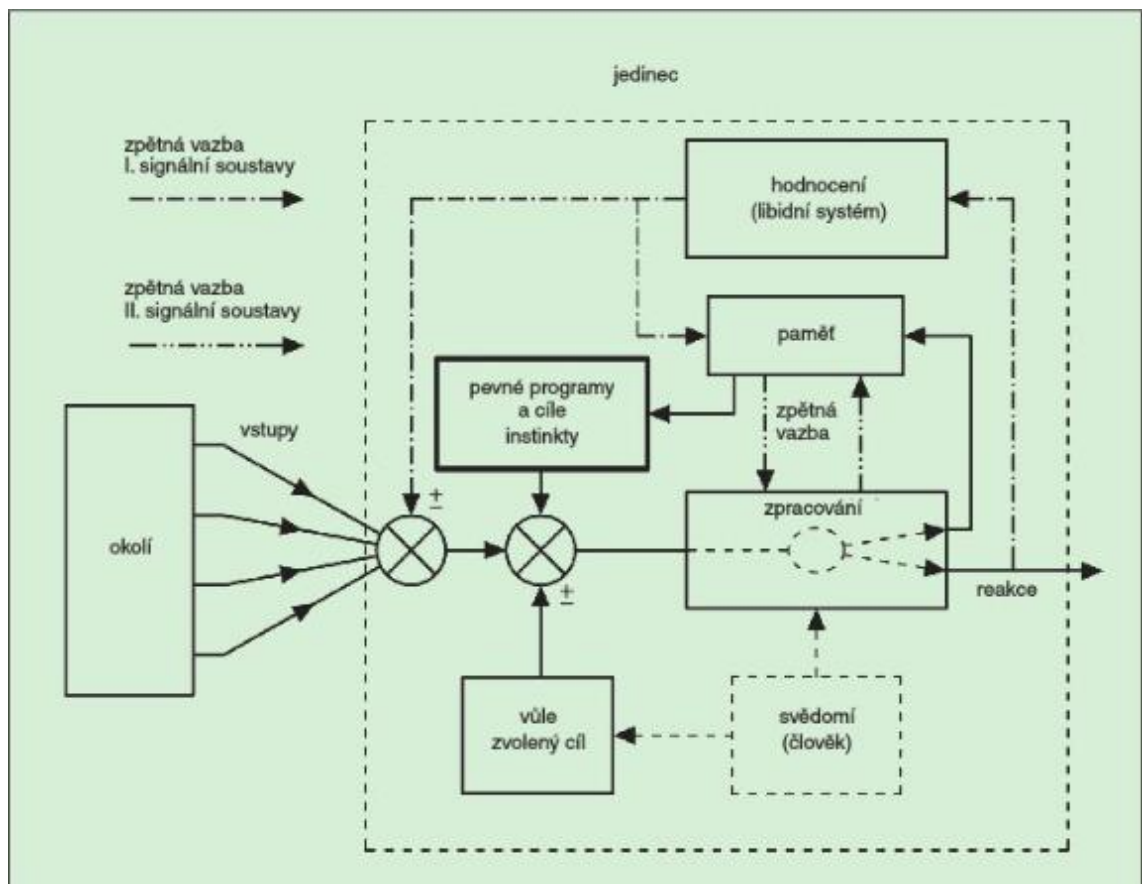 jedinec
zpětná vazba
I. signální soustavy
hodnocení
(libidní systém)
zpětná vazba
II. signální soustavy
paměť
pevné programy
a cíle
instinkty
zpětná
vazba
vstupy
±
zpracování
okolí
±
reakce
vůle
zvolený cíl
svědomí
(člověk)